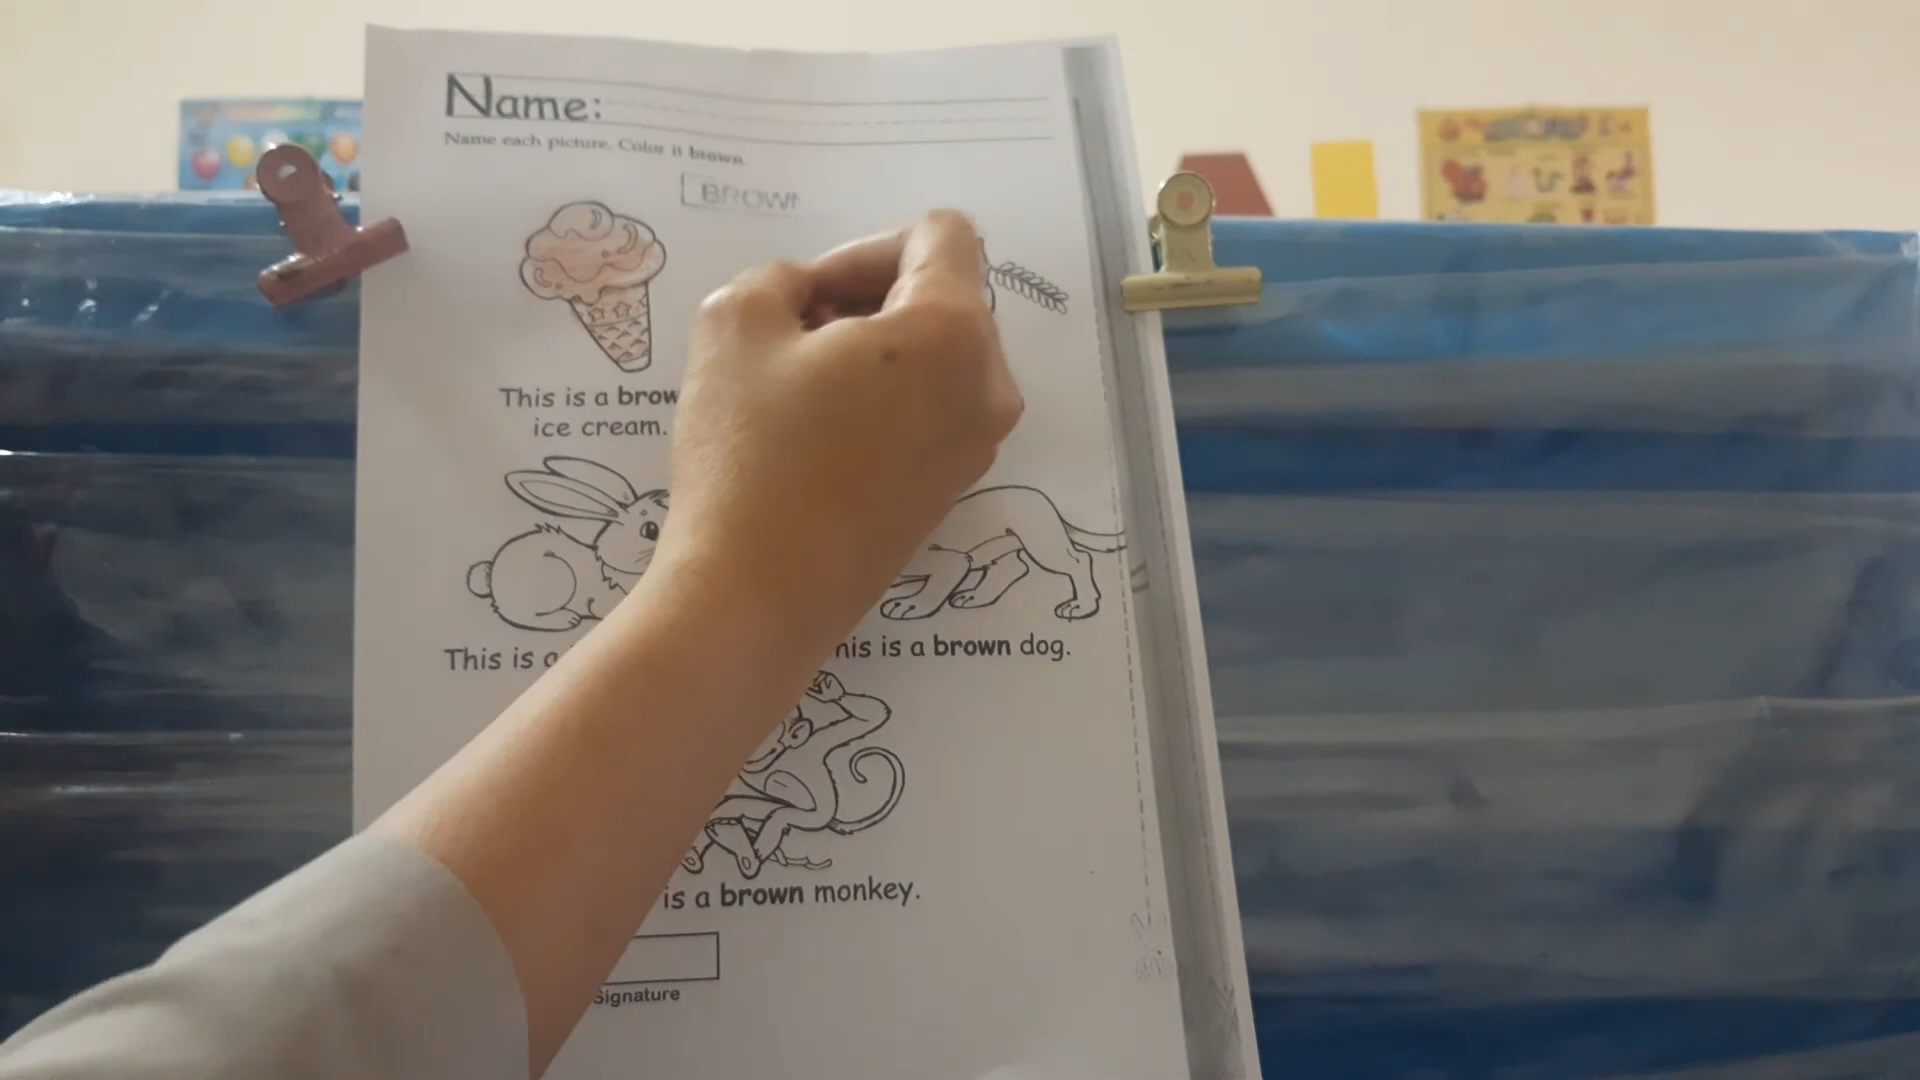 Name:
Name each picture. Color it brown.
BROWN
This is a brow
ice cream.
This is a
his is a brown dog.
is a brown monkey.
Signature